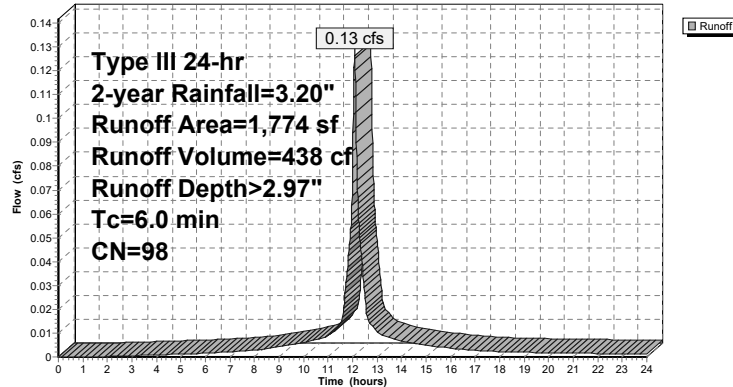 Runoff
0.13 cfs
Type III 24-hr
2-year Rainfall=3.20"
Runoff Area=1,774 sf
Runoff Volume=438 cf
Runoff Depth>2.97"
Tc=6.0 min
CN=98
Flow (cfs)
0.14
0.13
0.12
0.11
0.1
0.09
0.08
0.07
0.06
0.05
0.04
0.03
0.02
0.01
0
0 1 2 3 4 5 6 7 8 9 10 11 12 13 14 15 16 17 18 19 20 21 22 23 24
Time (hours)